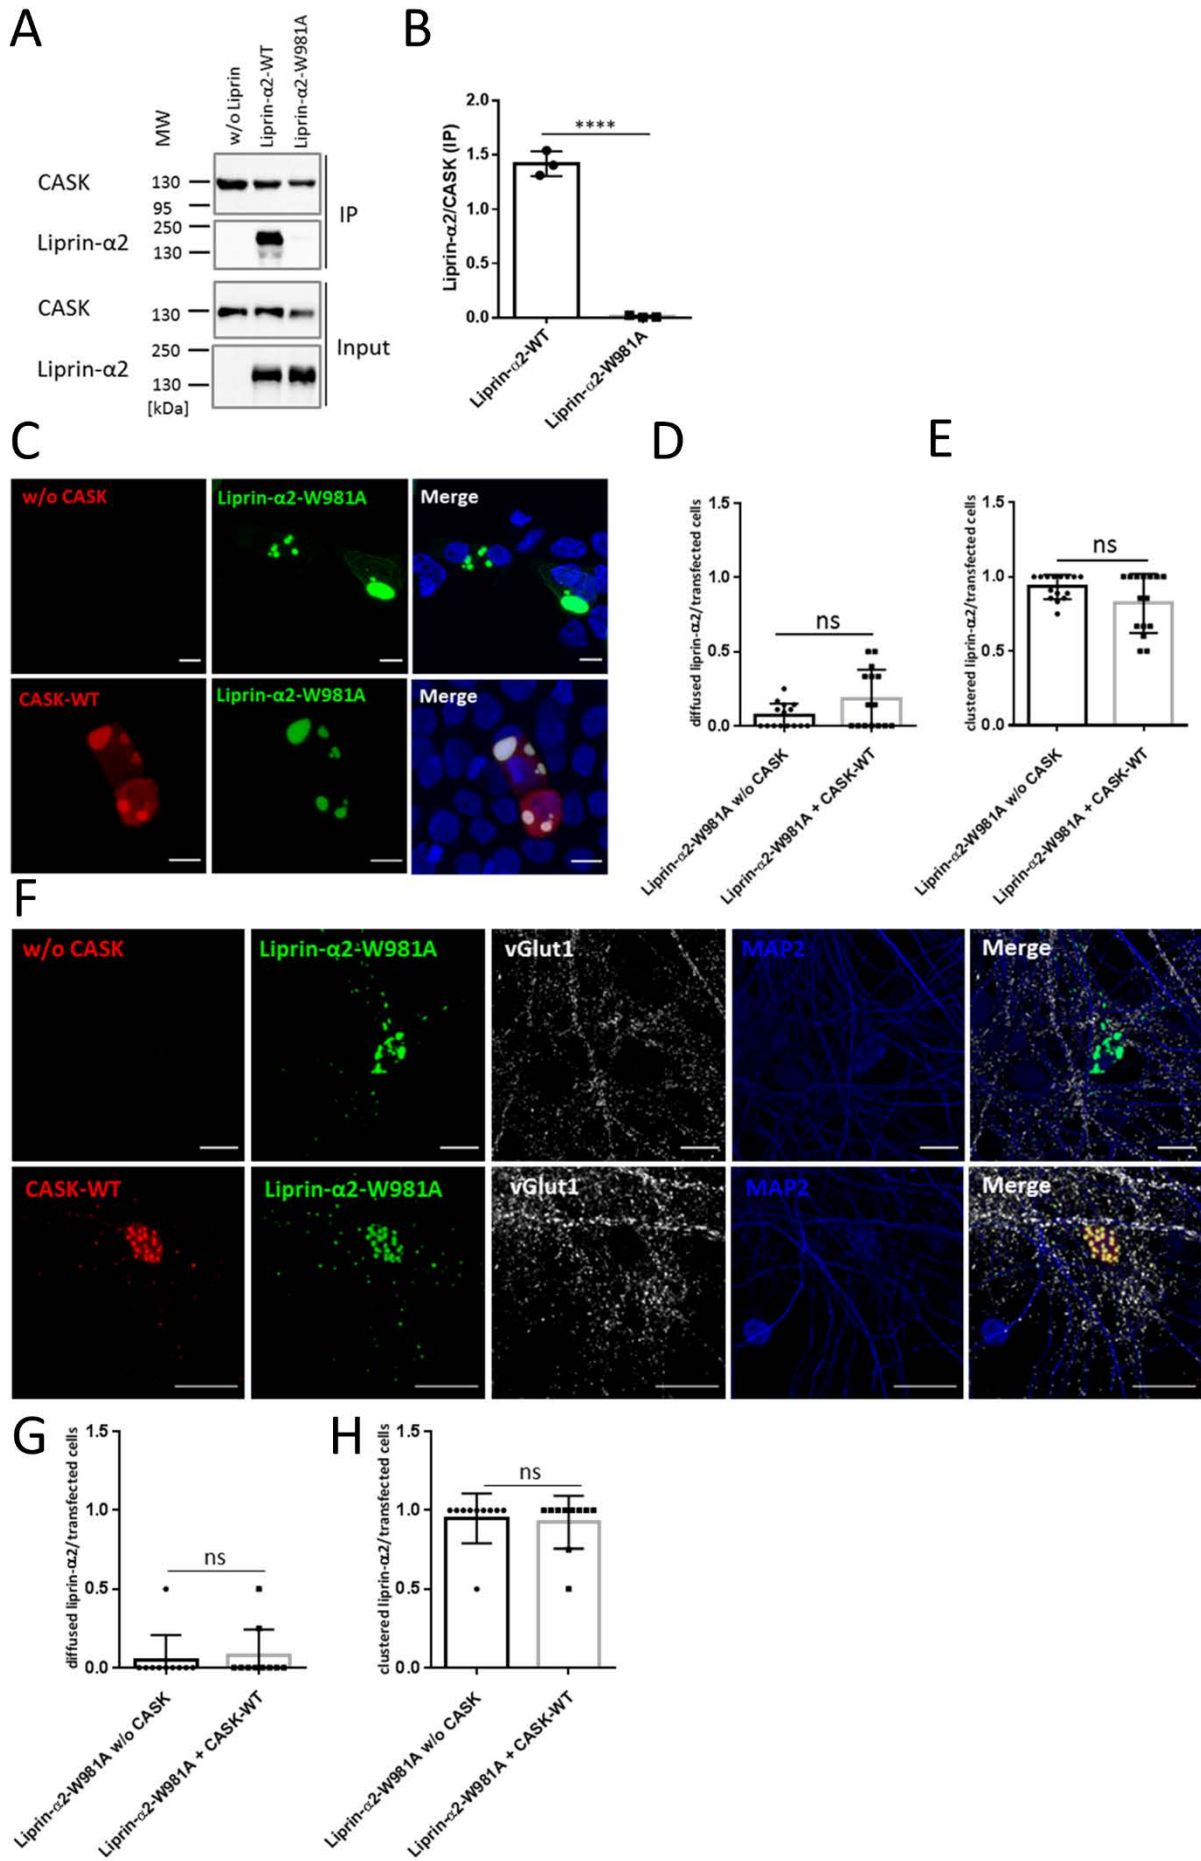 A
B
MW
w/o Liprin
Liprin-α2-WT
Liprin-α2-W981A
CASK
130
95
IP
Liprin-α2
250
130
CASK
130
Input
Liprin-α2
250
130
[kDa]
Liprin-α2/CASK (IP)
2.0
1.5
1.0
0.5
0.0
****
Liprin-α2-WT
Liprin-α2-W981A
C
w/o CASK
Liprin-α2-W981A
Merge
CASK-WT
Liprin-α2-W981A
Merge
D
diffused liprin-α2/transfected cells
1.5
1.0
0.5
0.0
ns
Liprin-α2-W981A w/o CASK
Liprin-α2-W981A + CASK-WT
E
clustered liprin-α2/transfected cells
1.5
1.0
0.5
0.0
ns
Liprin-α2-W981A w/o CASK
Liprin-α2-W981A + CASK-WT
F
w/o CASK
Liprin-α2-W981A
vGlut1
MAP2
Merge
CASK-WT
Liprin-α2-W981A
vGlut1
MAP2
Merge
G
diffused liprin-α2/transfected cells
1.5
1.0
0.5
0.0
ns
Liprin-α2-W981A w/o CASK
Liprin-α2-W981A + CASK-WT
H
clustered liprin-α2/transfected cells
1.5
1.0
0.5
0.0
ns
Liprin-α2-W981A w/o CASK
Liprin-α2-W981A + CASK-WT